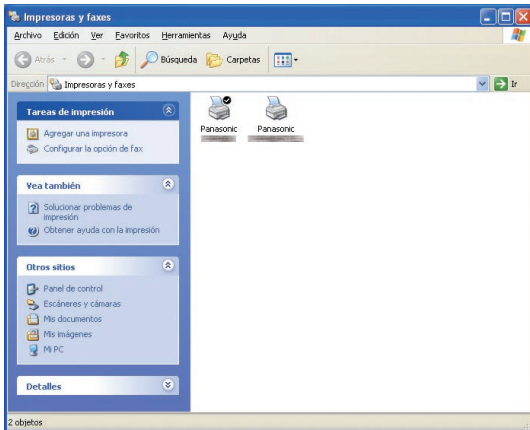 Impresoras y faxes
Archivo Edición Ver Favoritos Herramientas Ayuda
Atrás Búsqueda Carpetas
Dirección Impresoras y faxes Ir
Tareas de impresión
Agregar una impresora
Configurar la opción de fax
Vea también
Solucionar problemas de
impresión
Obtener ayuda con la impresión
Otros sitios
Panel de control
Escáneres y cámaras
Mis documentos
Mis imágenes
Mi PC
Detalles
Panasonic Panasonic
2 objetos